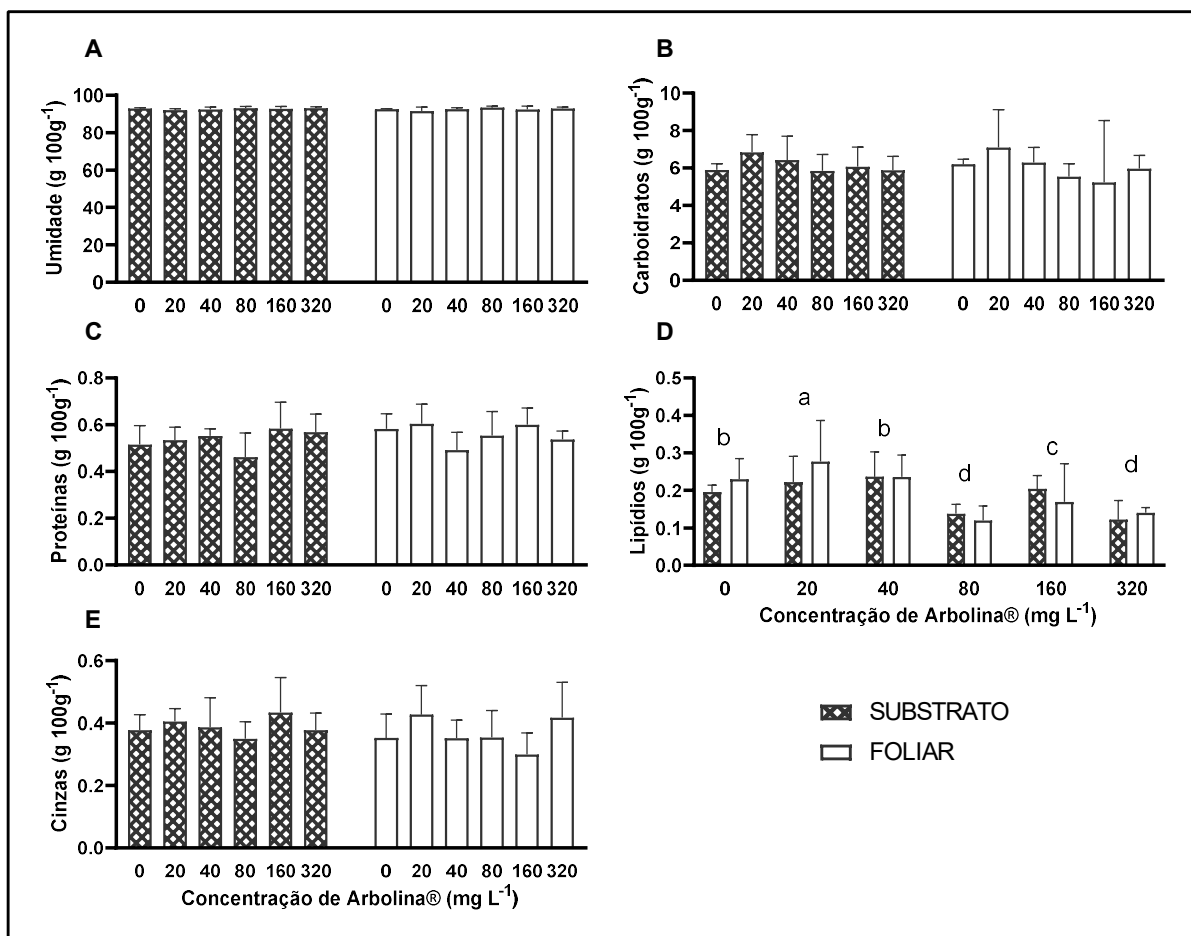 A
Umidade (g 100g-1)
100
80
60
40
20
0
0 20 40 80 160 320 0 20 40 80 160 320
B
Carboidratos (g 100g-1)
10
8
6
4
2
0
0 20 40 80 160 320 0 20 40 80 160 320
C
Proteínas (g 100g-1)
0.8
0.6
0.4
0.2
0.0
0 20 40 80 160 320 0 20 40 80 160 320
D
Lipídios (g 100g-1)
0.5
0.4
0.3
0.2
0.1
0.0
b a b d c d
0 20 40 80 160 320
Concentração de Arbolina® (mg L-1)
E
Cinzas (g 100g-1)
0.6
0.4
0.2
0.0
0 20 40 80 160 320 0 20 40 80 160 320
Concentração de Arbolina® (mg L-1)
SUBSTRATO
FOLIAR